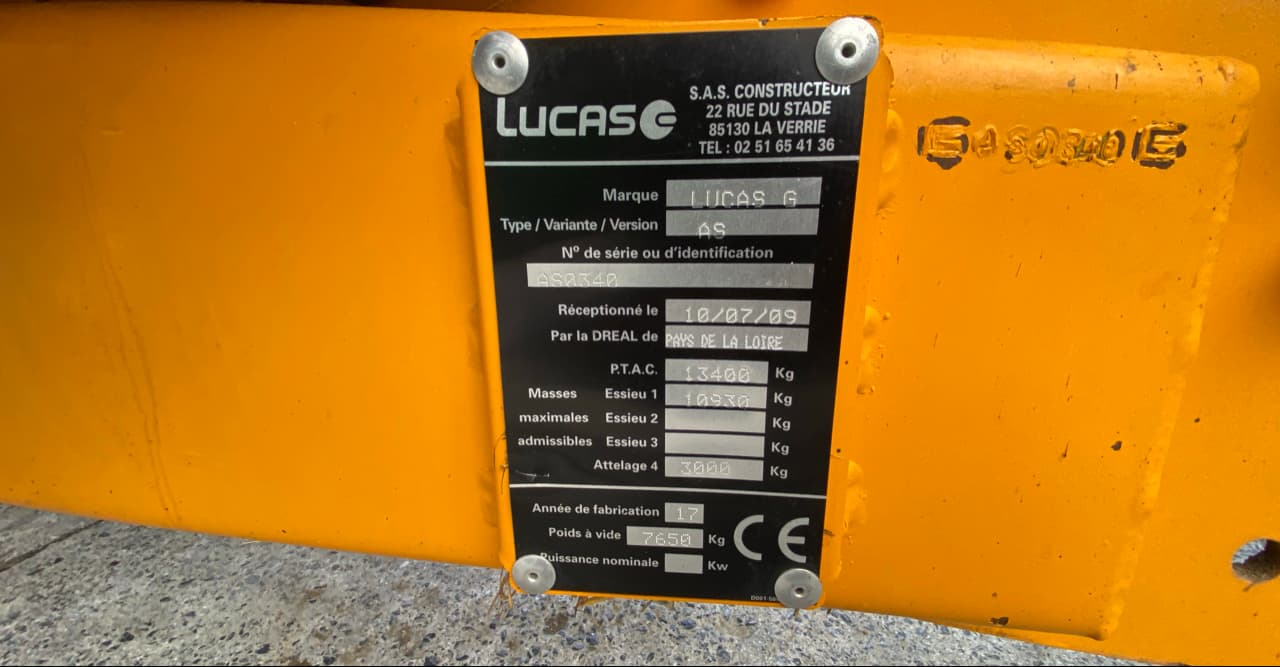 LUCAS G
S.A.S. CONSTRUCTEUR
22 RUE DU STADE
85130 LA VERRIE
TEL : 02 51 65 41 36
Marque LUCAS G
Type / Variante / Version AS
N° de série ou d'identification
AS0340
Réceptionné le 10/07/09
Par la DREAL de PAYS DE LA LOIRE
P.T.A.C. 13400 Kg
Masses Essieu 1 10930 Kg
maximales Essieu 2 Kg
admissibles Essieu 3 Kg
Attelage 4 3000 Kg
Année de fabrication 17
Poids à vide 7650 Kg
Puissance nominale Kw
CE
AS0340